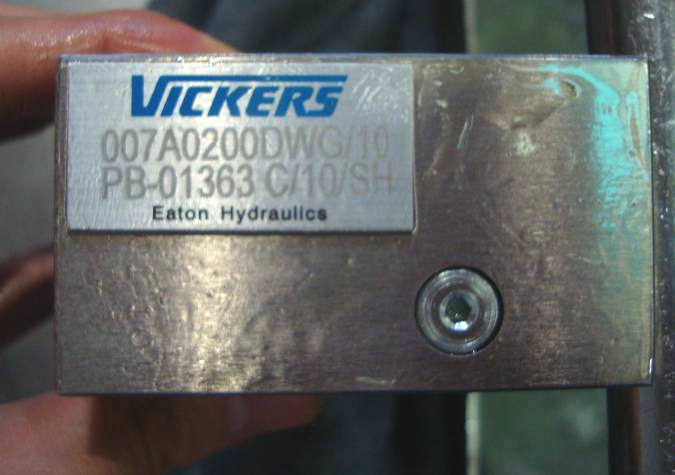 VICKERS
007A0200DWG/10
PB-01363 C/10/SH
Eaton Hydraulics